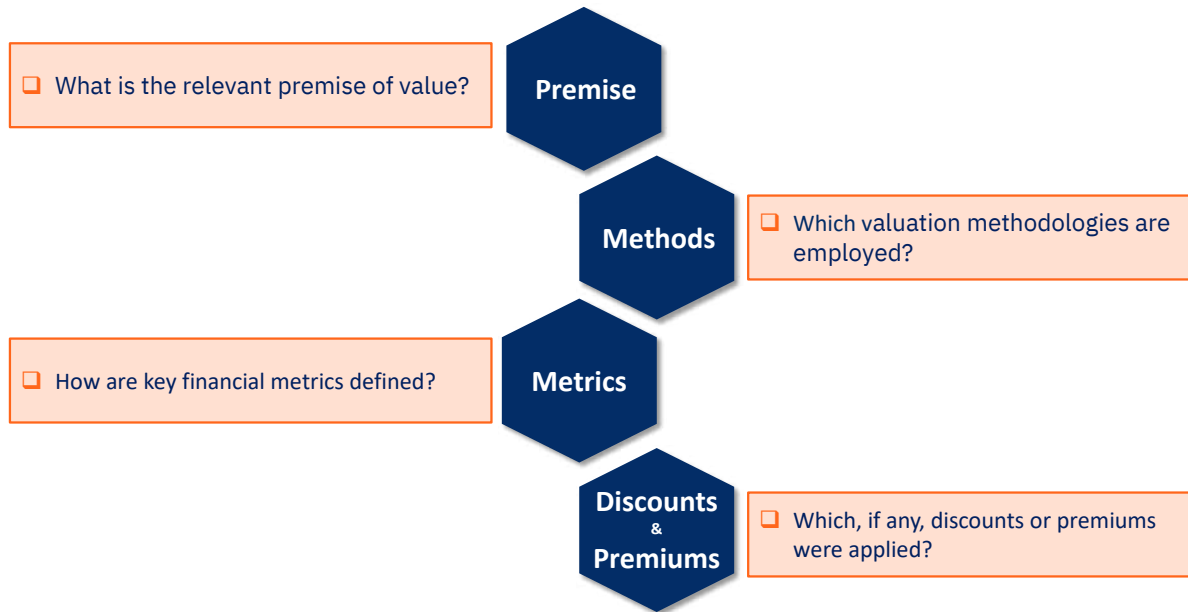 What is the relevant premise of value?
Premise
Methods
Which valuation methodologies are
employed?
How are key financial metrics defined?
Metrics
Discounts
&
Premiums
Which, if any, discounts or premiums
were applied?